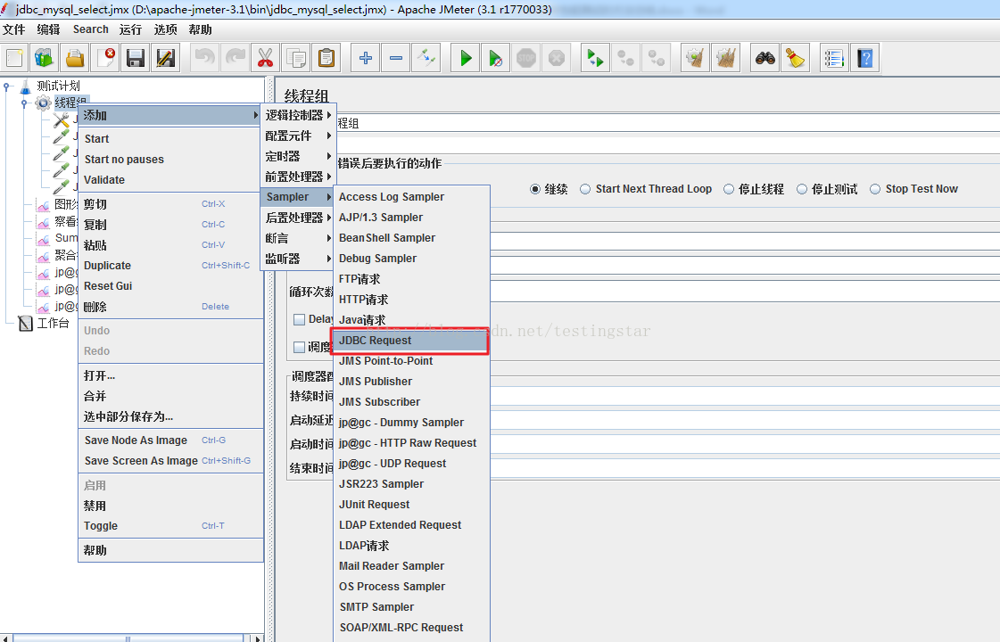 jdbc_mysql_select.jmx (D:\apache-jmeter-3.1\bin\jdbc_mysql_select.jmx) - Apache JMeter (3.1 r1770033)
文件 编辑 Search 运行 选项 帮助
测试计划
线程组
图形
察看
Sum
聚合
jp@g
jp@g
jp@g
工作台
添加
Start
Start no pauses
Validate
剪切 Ctrl-X
复制 Ctrl-C
粘贴 Ctrl-V
Duplicate Ctrl+Shift-C
Reset Gui
删除 Delete
Undo
Redo
打开...
合并
选中部分保存为...
Save Node As Image Ctrl-G
Save Screen As Image Ctrl+Shift-G
启用
禁用
Toggle Ctrl-T
帮助
逻辑控制器
配置元件
定时器
前置处理器
Sampler
后置处理器
断言
监听器
Access Log Sampler
AJP/1.3 Sampler
BeanShell Sampler
Debug Sampler
FTP请求
HTTP请求
Java请求
JDBC Request
JMS Point-to-Point
JMS Publisher
JMS Subscriber
jp@gc - Dummy Sampler
jp@gc - HTTP Raw Request
jp@gc - UDP Request
JSR223 Sampler
JUnit Request
LDAP Extended Request
LDAP请求
Mail Reader Sampler
OS Process Sampler
SMTP Sampler
SOAP/XML-RPC Request
线程组
程组
错误后要执行的动作
继续 Start Next Thread Loop 停止线程 停止测试 Stop Test Now
循环次数
Delay
调度
调度器配
持续时间
启动延迟
启动时间
结束时间
dn.net/testingstar